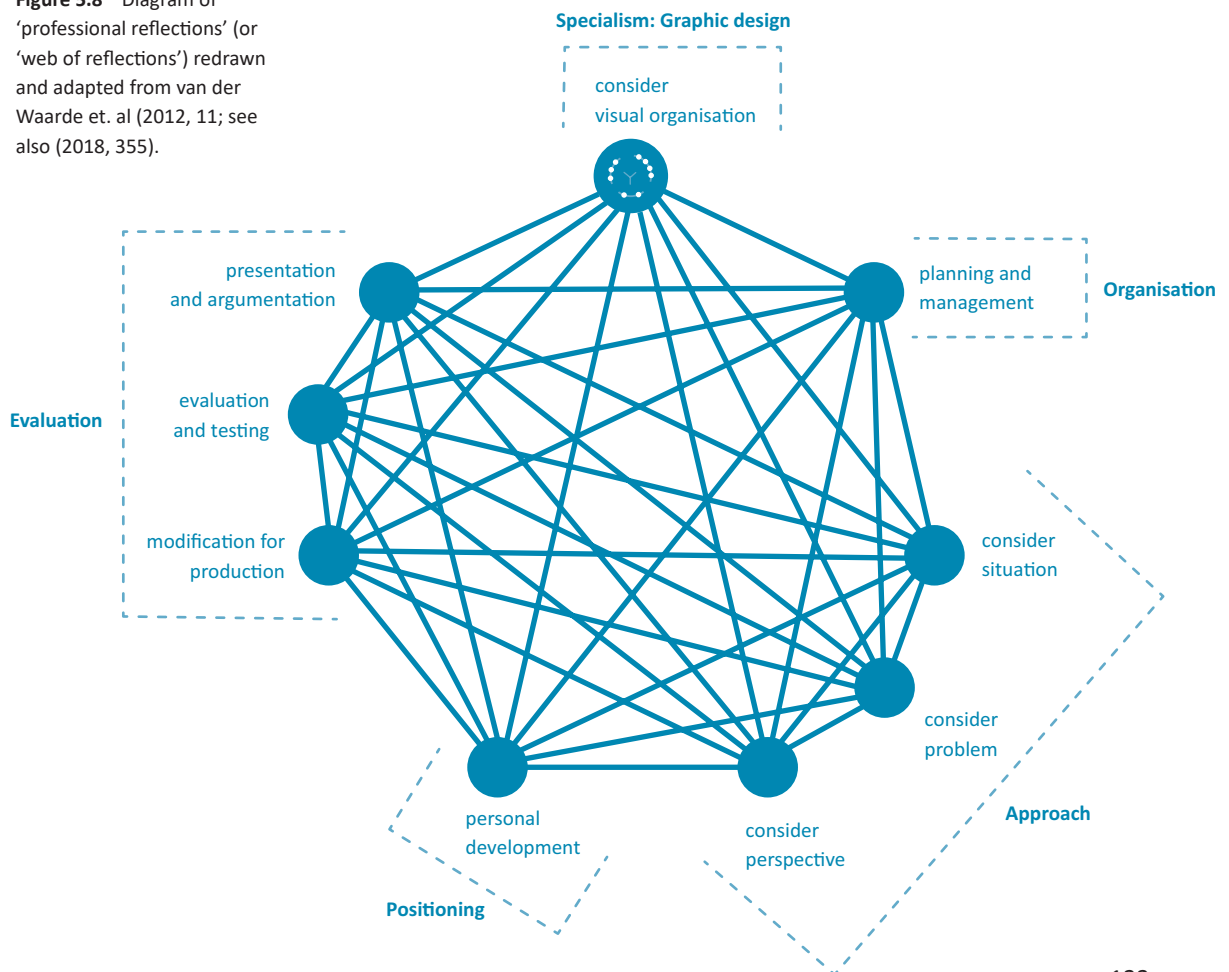 Figure 5.8 Diagram of
‘professional reflections’ (or
‘web of reflections’) redrawn
and adapted from van der
Waarde et. al (2012, 11; see
also (2018, 355).
Specialism: Graphic design
consider
visual organisation
presentation
and argumentation
planning and
management
Organisation
Evaluation
evaluation
and testing
modification for
production
consider
situation
consider
problem
Approach
personal
development
consider
perspective
Positioning